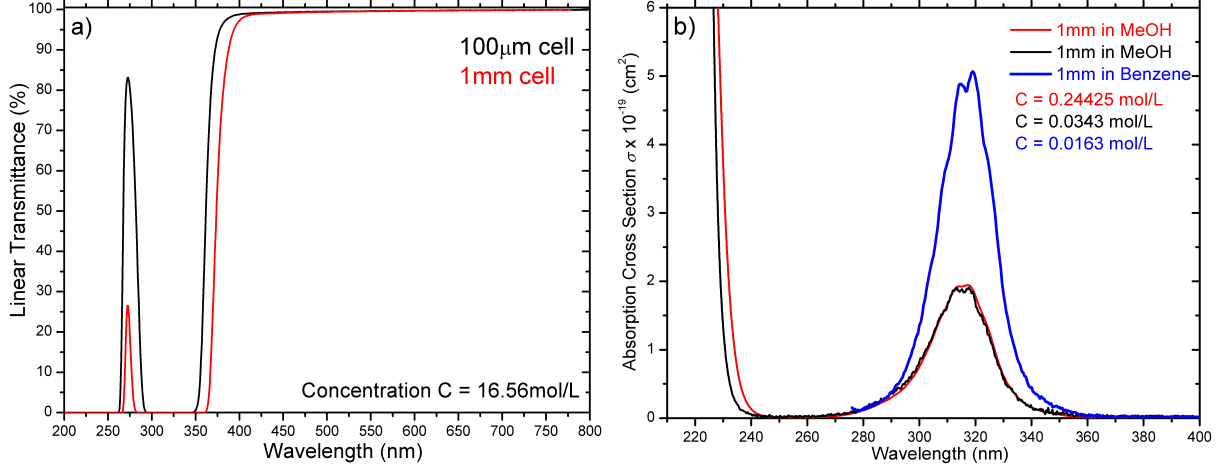 a)
100μm cell
1mm cell
Concentration C = 16.56mol/L
Linear Transmittance (%)
100
90
80
70
60
50
40
30
20
10
0
200 250 300 350 400 450 500 550 600 650 700 750 800
Wavelength (nm)
b)
1mm in MeOH
1mm in MeOH
1mm in Benzene
C = 0.24425 mol/L
C = 0.0343 mol/L
C = 0.0163 mol/L
Absorption Cross Section σ x 10⁻¹⁹ (cm²)
6
5
4
3
2
1
0
220 240 260 280 300 320 340 360 380 400
Wavelength (nm)